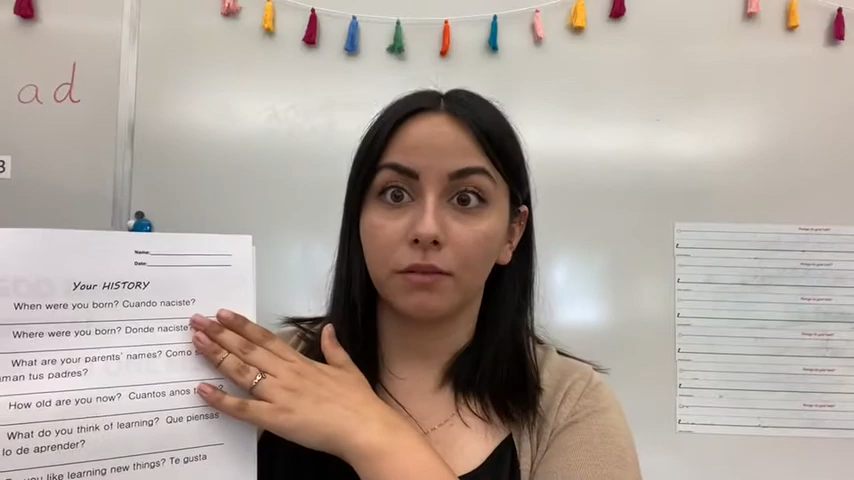 a d
3
Name:
Date:
Your HISTORY
When were you born? Cuando naciste?
Where were you born? Donde naciste
What are your parents' names? Como
aman tus padres?
How old are you now? Cuantos anos t
What do you think of learning? Que piensas
lo de aprender?
you like learning new things? Te gusta